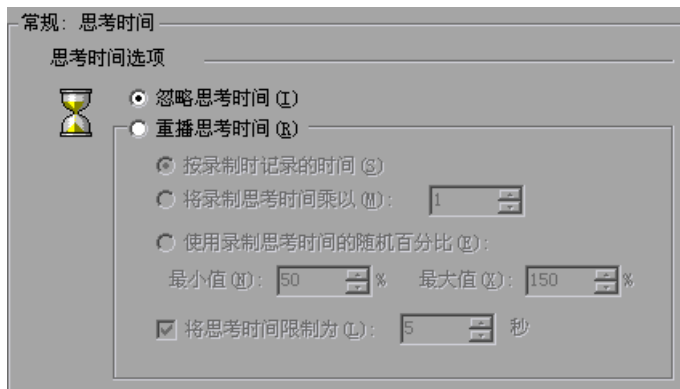 常规: 思考时间
思考时间选项
忽略思考时间(I)
重播思考时间(R)
按录制时记录的时间(S)
将录制思考时间乘以(M): 1
使用录制思考时间的随机百分比(E):
最小值(N): 50 % 最大值(X): 150 %
将思考时间限制为(L): 5 秒